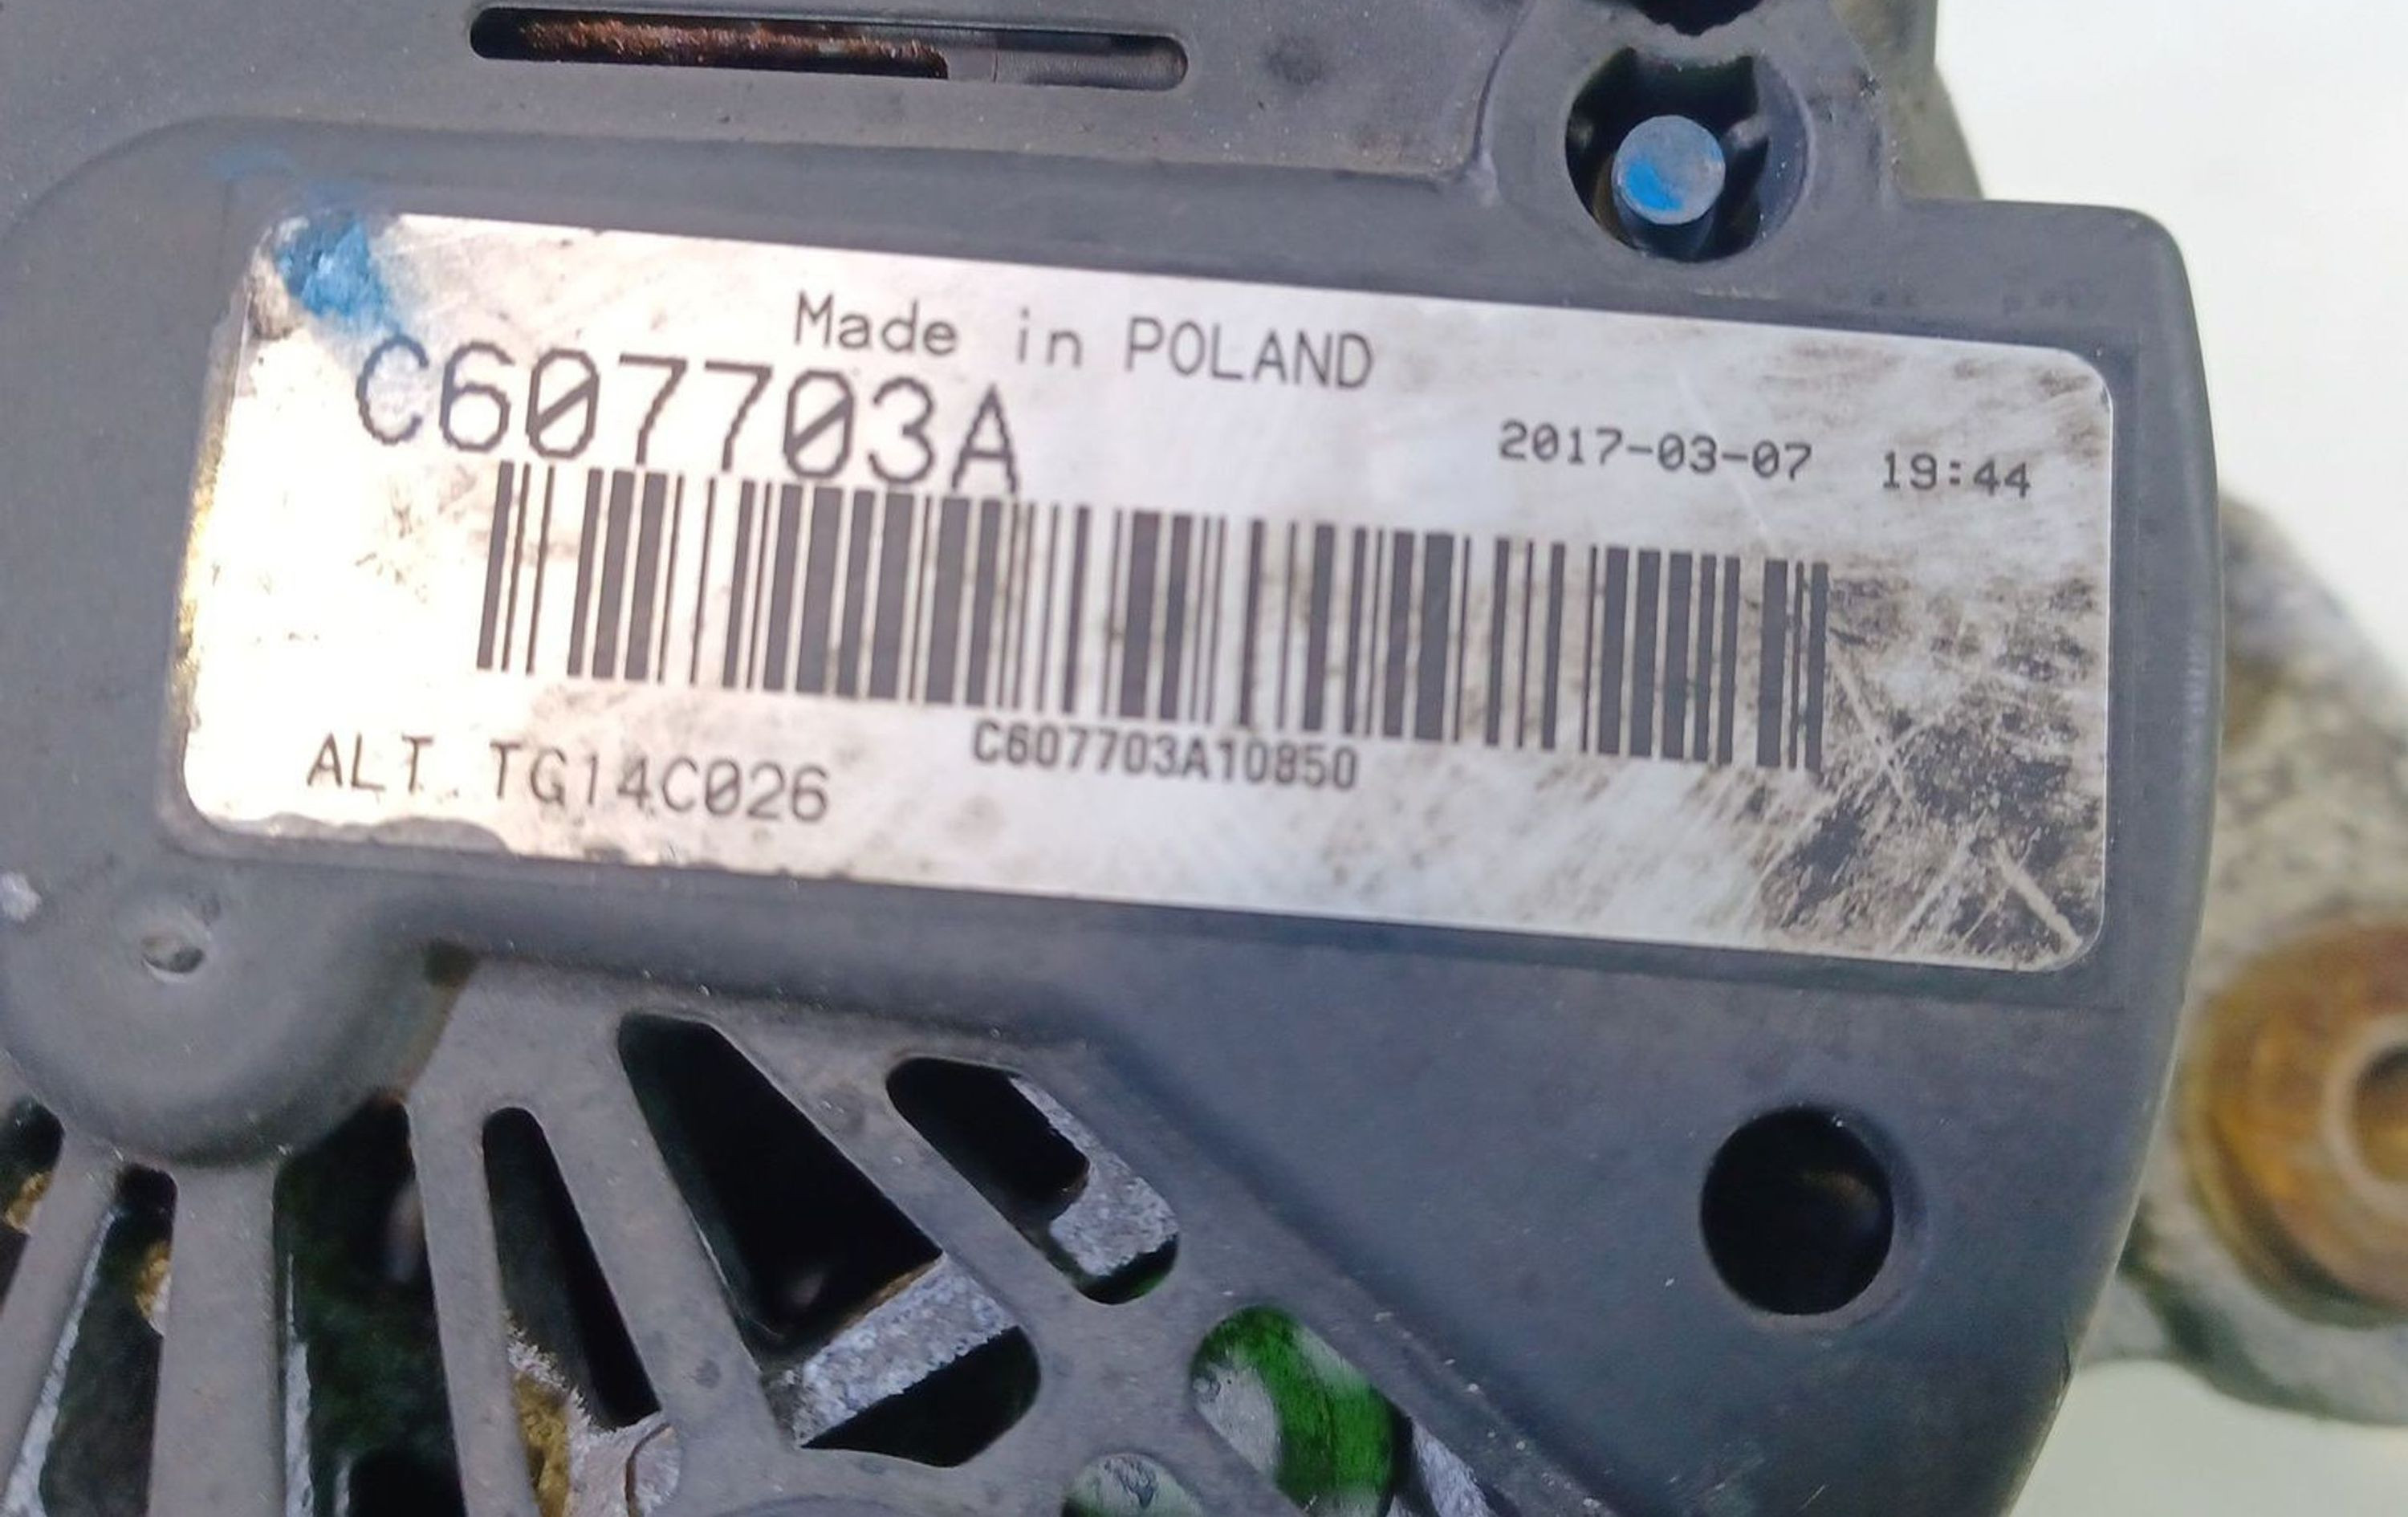 Made in POLAND
C607703A
2017-03-07 19:44
C607703A10850
ALT. TG14C026